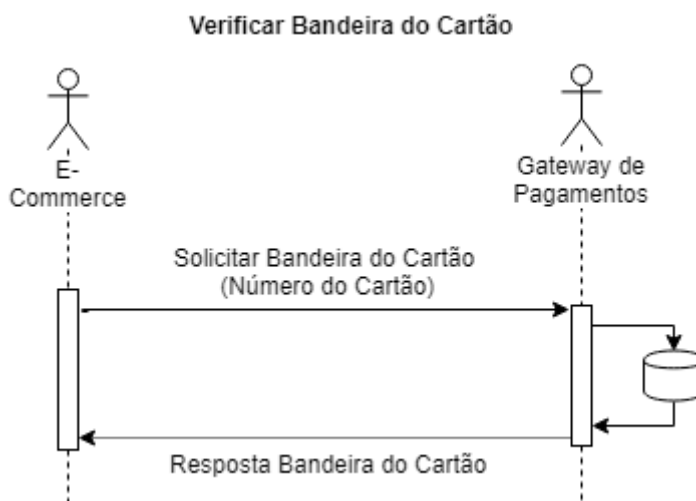 Verificar Bandeira do Cartão
E-
Commerce
Gateway de
Pagamentos
Solicitar Bandeira do Cartão
(Número do Cartão)
Resposta Bandeira do Cartão